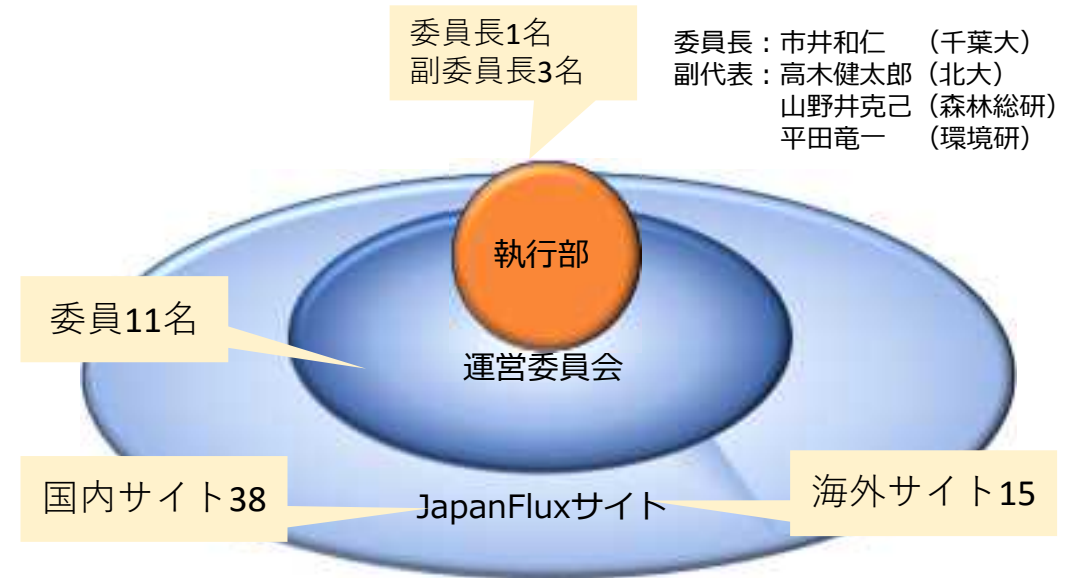 委員長1名
副委員長3名
委員長：市井和仁　（千葉大）
副代表：高木健太郎（北大）
山野井克己（森林総研）
平田竜一　（環境研）
執行部
委員11名
運営委員会
国内サイト38
JapanFluxサイト
海外サイト15